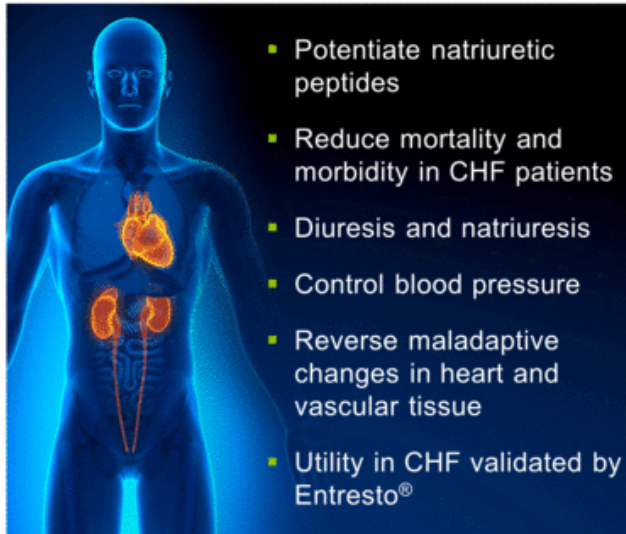 Potentiate natriuretic
peptides
Reduce mortality and
morbidity in CHF patients
Diuresis and natriuresis
Control blood pressure
Reverse maladaptive
changes in heart and
vascular tissue
Utility in CHF validated by
Entresto®